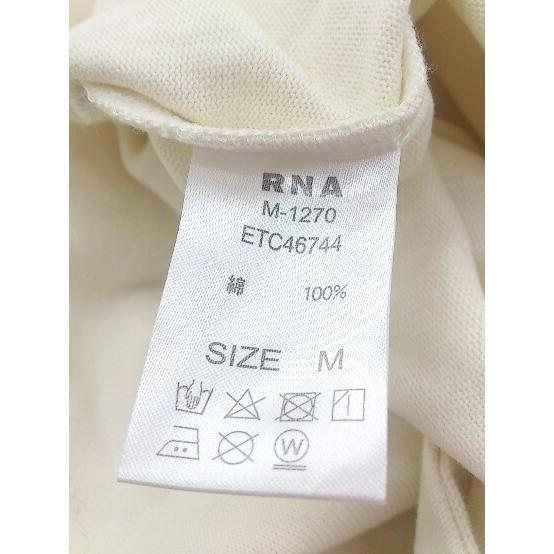 RNA
M-1270
ETC46744
綿 100%
SIZE M
W